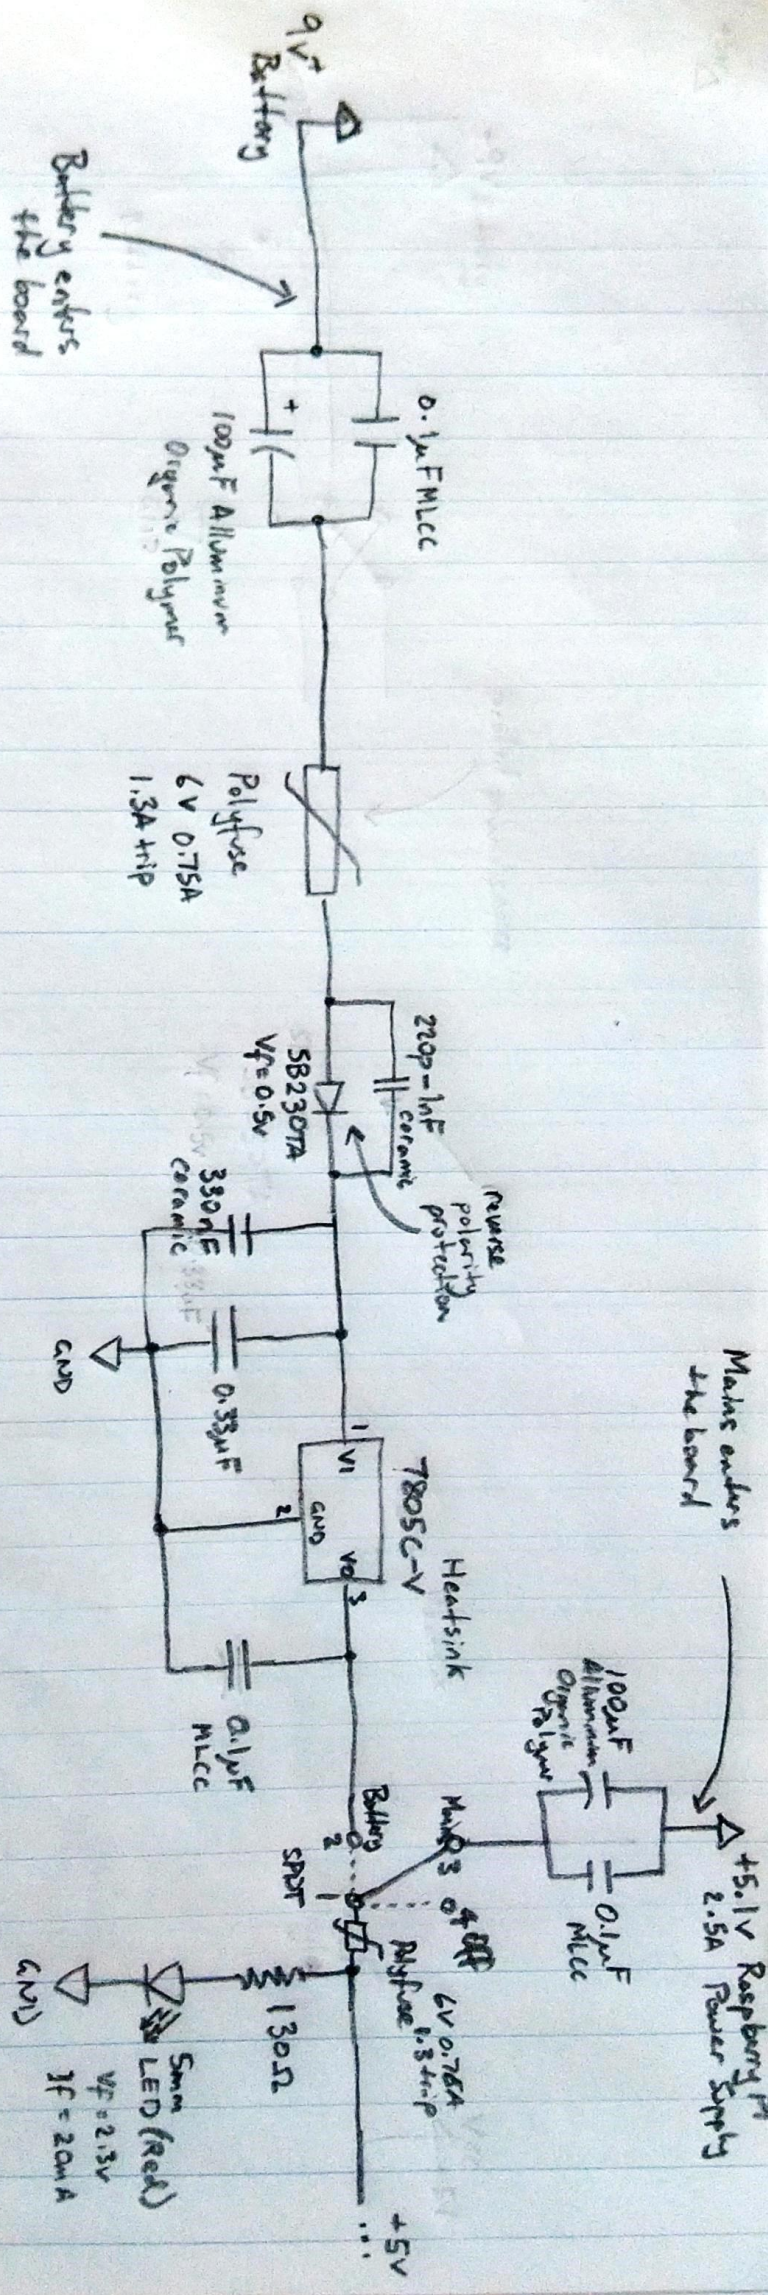 9V+
Battery
Battery enters
the board
0.1µF MLCC
+
100µF Alluminum
Organic Polymer
Polyfuse
6V 0.75A
1.3A trip
220p-1nF
ceramic
SB230TA
Vf=0.5V
reverse
polarity
protection
330nF
ceramic
0.33µF
GND
7805C-V
Heatsink
1
VI
2
GND
VO
3
0.1µF
MLCC
Mains enters
the board
+5.1V Raspberry Pi
2.5A Power Supply
100µF
Alluminum
Organic
Polymer
0.1µF
MLCC
Battery
2
Mains
3
4 OFF
1
Polyfuse
6V 0.75A
1.3 trip
130Ω
5mm
LED (Red)
Vf=2.3V
If=20mA
GND
+5V
...